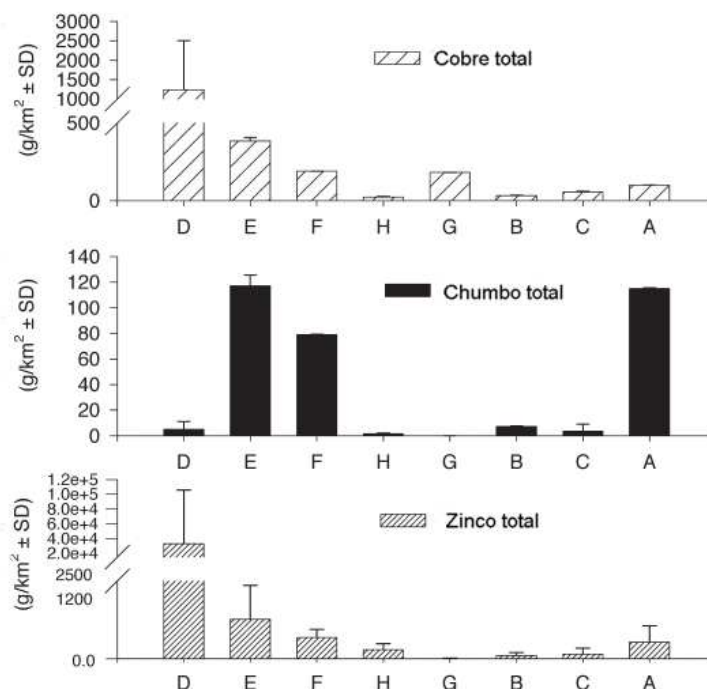 (g/km² ± SD)
3000
2500
2000
1500
1000
500
0
Cobre total
D E F H G B C A
(g/km² ± SD)
140
120
100
80
60
40
20
0
Chumbo total
D E F H G B C A
(g/km² ± SD)
1.2e+5
1.0e+5
8.0e+4
6.0e+4
4.0e+4
2.0e+4
2500
1200
0.0
Zinco total
D E F H G B C A